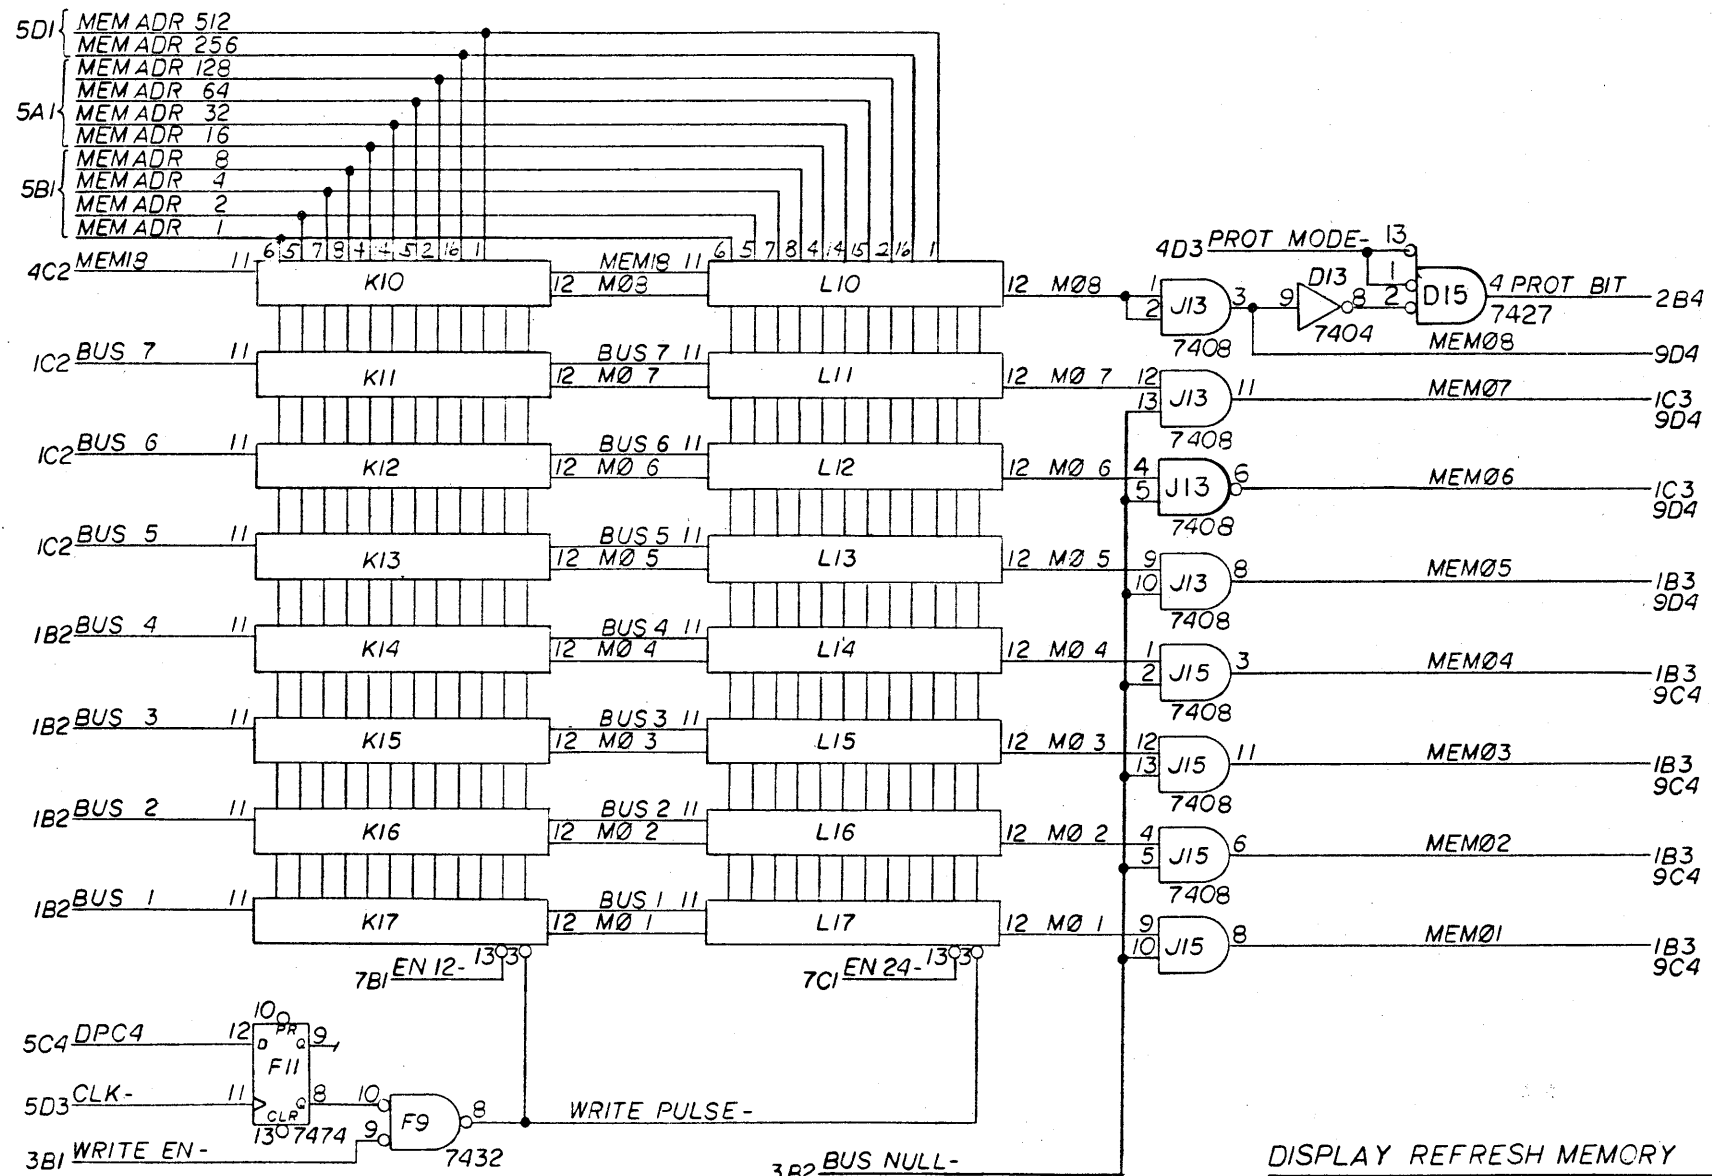 5D1 MEM ADR 512
MEM ADR 256
5A1 MEM ADR 128
MEM ADR 64
MEM ADR 32
MEM ADR 16
5B1 MEM ADR 8
MEM ADR 4
MEM ADR 2
MEM ADR 1
6 5 7 8 4 4 5 2 16 1
6 5 7 8 4 14 15 2 16 1
4C2 MEM18 11 K10 MEM18 11 L10
12 MØ8 12 MØ8 1 2 J13 3 7408
4D3 PROT MODE- 13 1 2 D15 4 PROT BIT 2B4
7427
9 D13 8 7404
MEMØ8 9D4
1C2 BUS 7 11 K11 BUS 7 11 L11
12 MØ 7 12 MØ 7 12 13 J13 11 MEMØ7 1C3
7408 9D4
1C2 BUS 6 11 K12 BUS 6 11 L12
12 MØ 6 12 MØ 6 4 5 J13 6 MEMØ6 1C3
7408 9D4
1C2 BUS 5 11 K13 BUS 5 11 L13
12 MØ 5 12 MØ 5 9 10 J13 8 MEMØ5 1B3
7408 9D4
1B2 BUS 4 11 K14 BUS 4 11 L14
12 MØ 4 12 MØ 4 1 2 J15 3 MEMØ4 1B3
7408 9C4
1B2 BUS 3 11 K15 BUS 3 11 L15
12 MØ 3 12 MØ 3 12 13 J15 11 MEMØ3 1B3
7408 9C4
1B2 BUS 2 11 K16 BUS 2 11 L16
12 MØ 2 12 MØ 2 4 5 J15 6 MEMØ2 1B3
7408 9C4
1B2 BUS 1 11 K17 BUS 1 11 L17
12 MØ 1 12 MØ 1 9 10 J15 8 MEMØ1 1B3
9C4
7B1 EN 12- 13 3
7C1 EN 24- 13 3
5C4 DPC4 12 D 10 PR Q 9
F11
5D3 CLK- 11 CLR Q 8
13 7474
10 9 F9 8 WRITE PULSE-
7432
3B1 WRITE EN-
3B2 BUS NULL-
DISPLAY REFRESH MEMORY